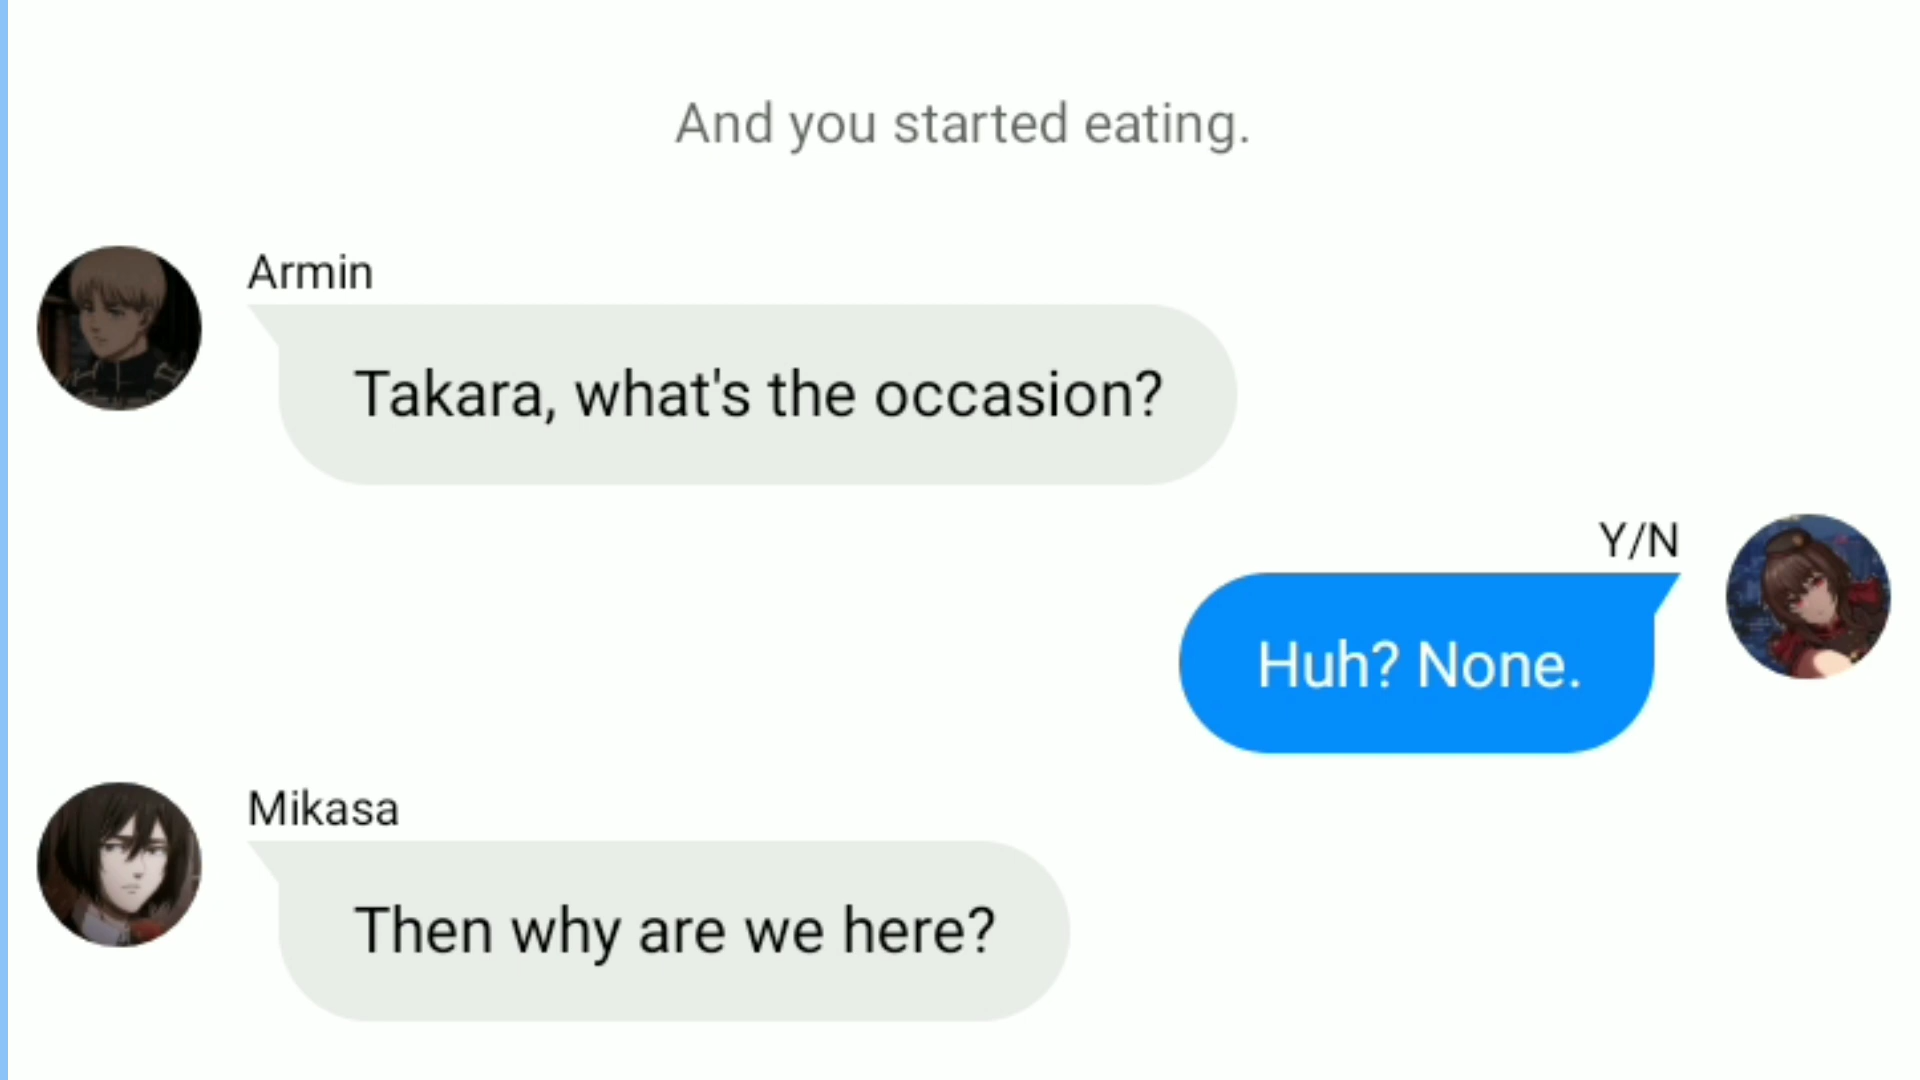 And you started eating.
Armin
Takara, what's the occasion?
Y/N
Huh? None.
Mikasa
Then why are we here?